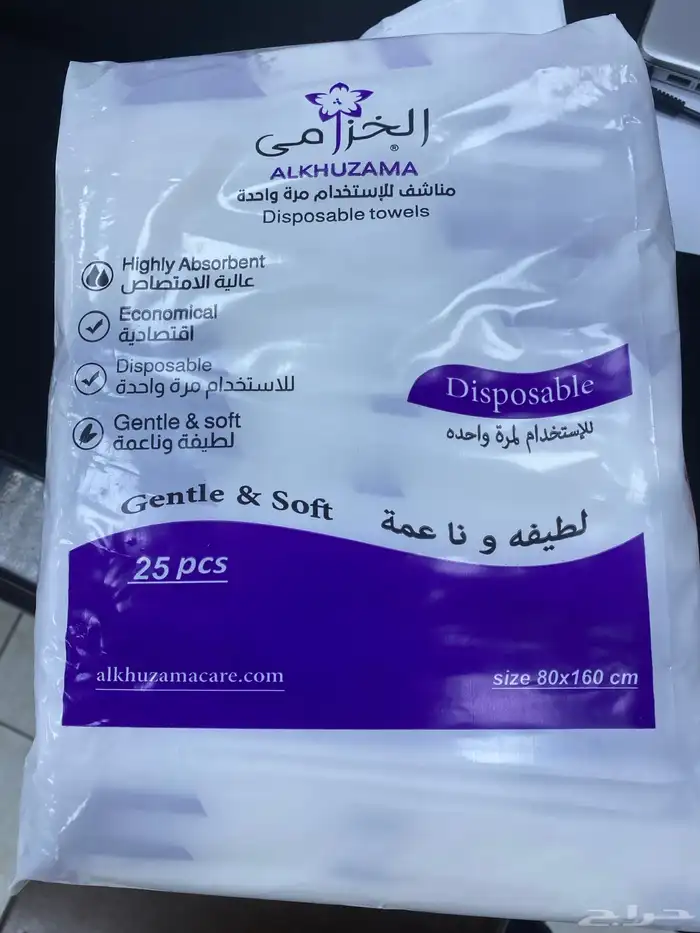 الخزامى
®
ALKHUZAMA
مناشف للإستخدام مرة واحدة
Disposable towels
Highly Absorbent
عالية الامتصاص
Economical
اقتصادية
Disposable
للاستخدام مرة واحدة
Gentle & soft
لطيفة وناعمة
Disposable
للإستخدام لمرة واحده
Gentle & Soft
لطيفه و نا عمة
25 pcs
alkhuzamacare.com
size 80x160 cm
حراج